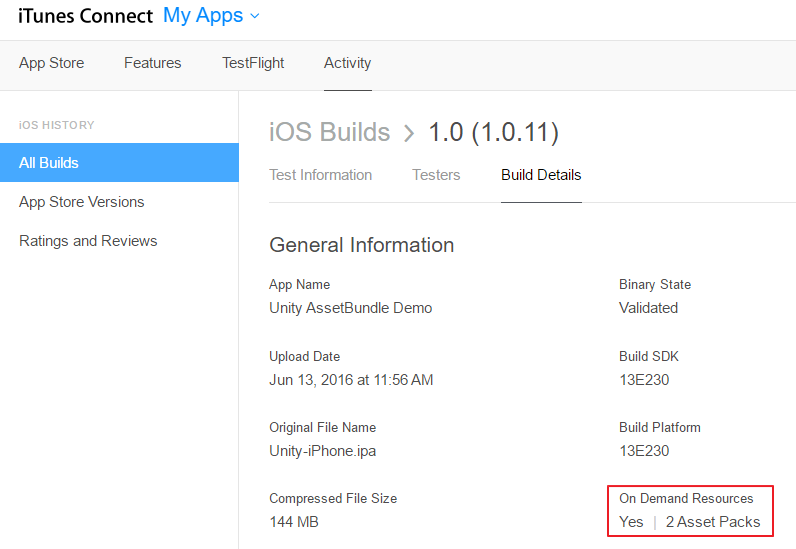 iTunes Connect My Apps
App Store Features TestFlight Activity
iOS HISTORY
All Builds
App Store Versions
Ratings and Reviews
iOS Builds > 1.0 (1.0.11)
Test Information Testers Build Details
General Information
App Name
Unity AssetBundle Demo
Binary State
Validated
Upload Date
Jun 13, 2016 at 11:56 AM
Build SDK
13E230
Original File Name
Unity-iPhone.ipa
Build Platform
13E230
Compressed File Size
144 MB
On Demand Resources
Yes | 2 Asset Packs